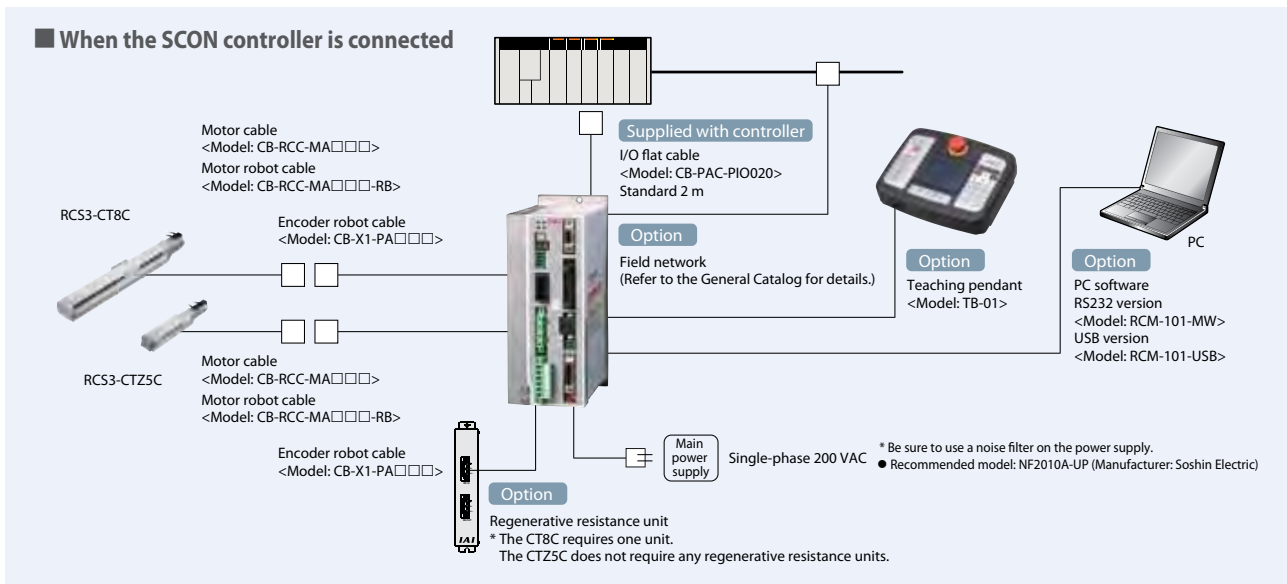 ■ When the SCON controller is connected
Motor cable
<Model: CB-RCC-MA□□□>
Motor robot cable
<Model: CB-RCC-MA□□□-RB>
Supplied with controller
I/O flat cable
<Model: CB-PAC-PIO020>
Standard 2 m
RCS3-CT8C
Encoder robot cable
<Model: CB-X1-PA□□□>
Option
Field network
(Refer to the General Catalog for details.)
Option
Teaching pendant
<Model: TB-01>
PC
Option
PC software
RS232 version
<Model: RCM-101-MW>
USB version
<Model: RCM-101-USB>
RCS3-CTZ5C
Motor cable
<Model: CB-RCC-MA□□□>
Motor robot cable
<Model: CB-RCC-MA□□□-RB>
Encoder robot cable
<Model: CB-X1-PA□□□>
Main
power
supply
Single-phase 200 VAC
* Be sure to use a noise filter on the power supply.
● Recommended model: NF2010A-UP (Manufacturer: Soshin Electric)
IAI
Option
Regenerative resistance unit
* The CT8C requires one unit.
The CTZ5C does not require any regenerative resistance units.